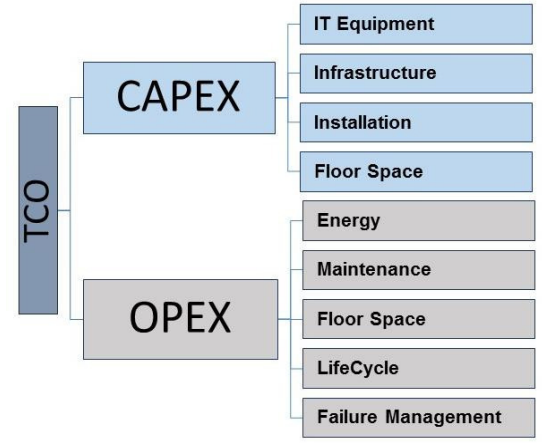 TCO
CAPEX
IT Equipment
Infrastructure
Installation
Floor Space
OPEX
Energy
Maintenance
Floor Space
LifeCycle
Failure Management